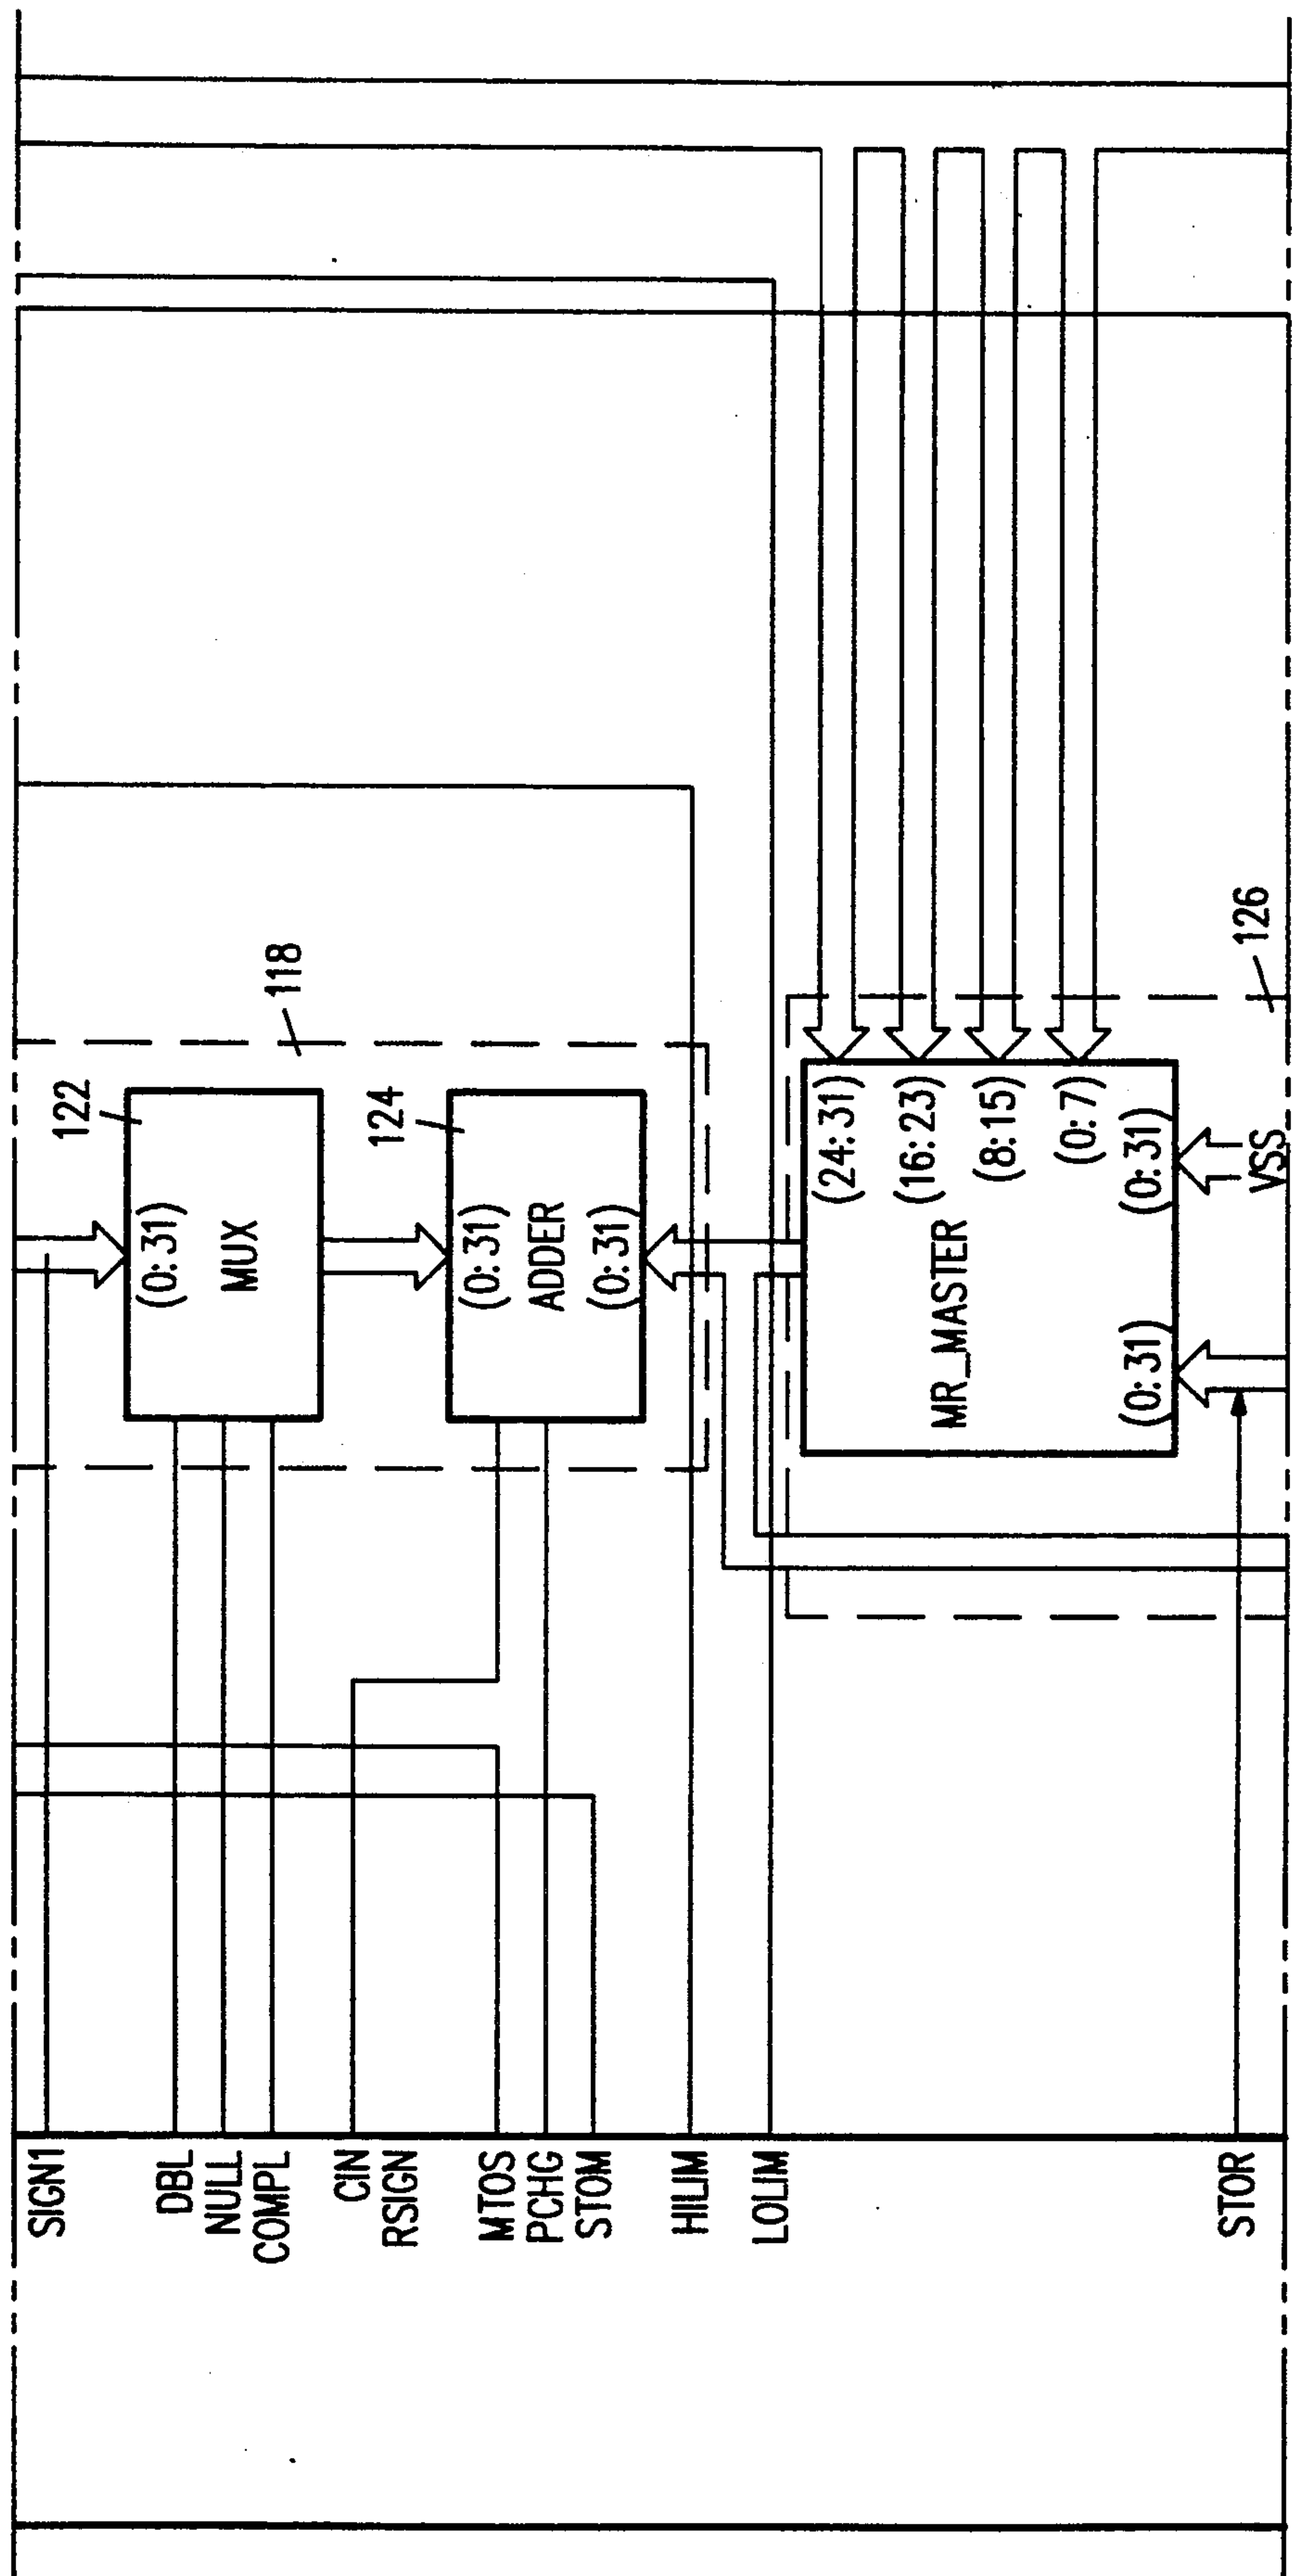 SIGN1
DBL
NULL
COMPL
CIN
RSIGN
MTOS
PCHG
STOM
HILIM
LOLIM
STOR
122
(0:31)
MUX
118
124
(0:31)
ADDER
(0:31)
MR_MASTER
(24:31)
(16:23)
(8:15)
(0:7)
(0:31)
(0:31)
VSS
126